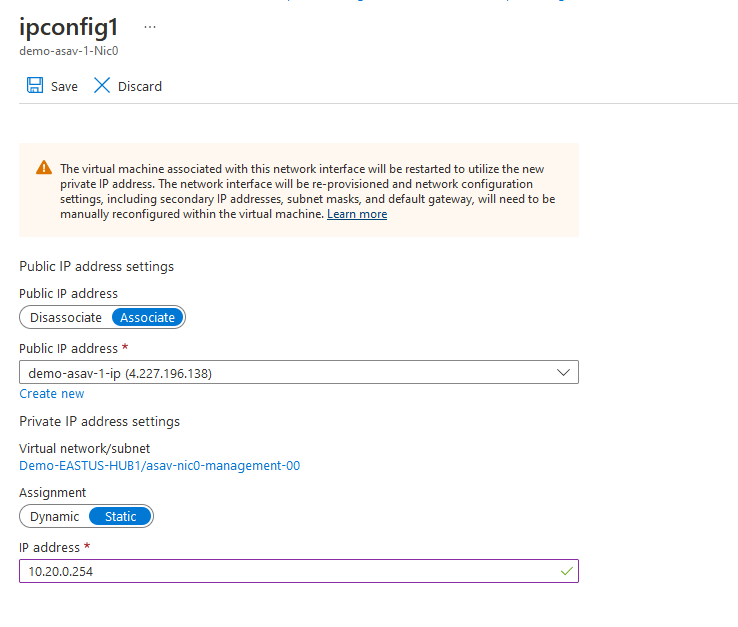 ipconfig1 ...
demo-asav-1-Nic0
Save Discard
The virtual machine associated with this network interface will be restarted to utilize the new
private IP address. The network interface will be re-provisioned and network configuration
settings, including secondary IP addresses, subnet masks, and default gateway, will need to be
manually reconfigured within the virtual machine. Learn more
Public IP address settings
Public IP address
Disassociate Associate
Public IP address *
demo-asav-1-ip (4.227.196.138)
Create new
Private IP address settings
Virtual network/subnet
Demo-EASTUS-HUB1/asav-nic0-management-00
Assignment
Dynamic Static
IP address *
10.20.0.254